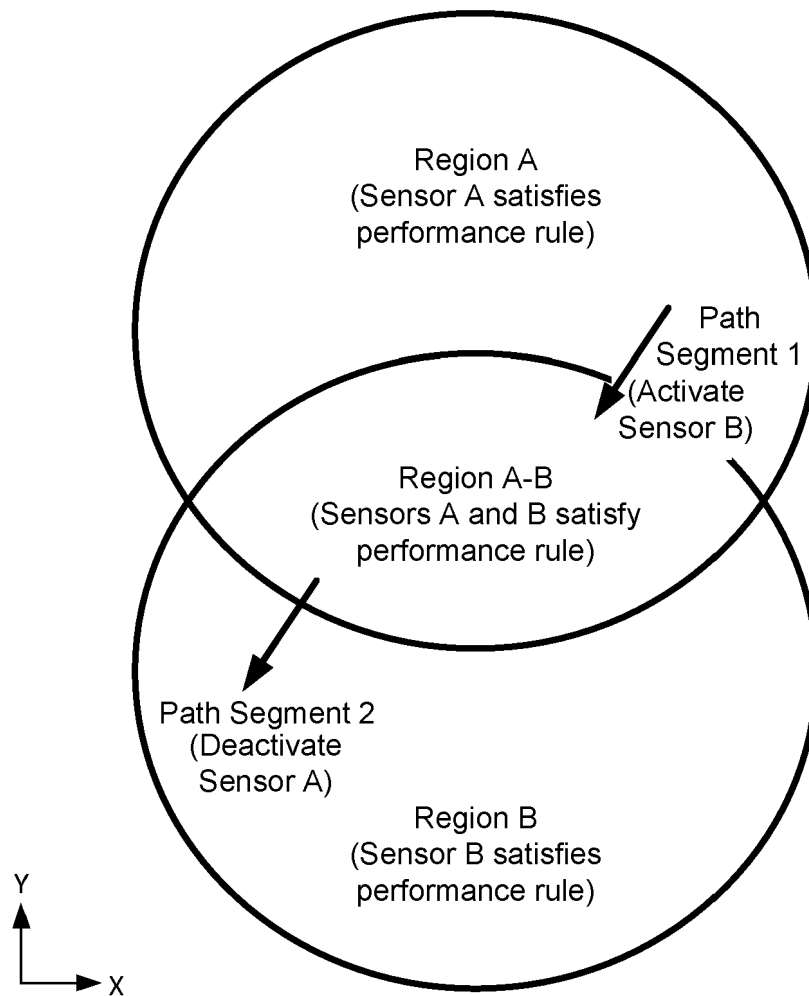 Region A
(Sensor A satisfies
performance rule)
Path
Segment 1
(Activate
Sensor B)
Region A-B
(Sensors A and B satisfy
performance rule)
Path Segment 2
(Deactivate
Sensor A)
Region B
(Sensor B satisfies
performance rule)
Y
X